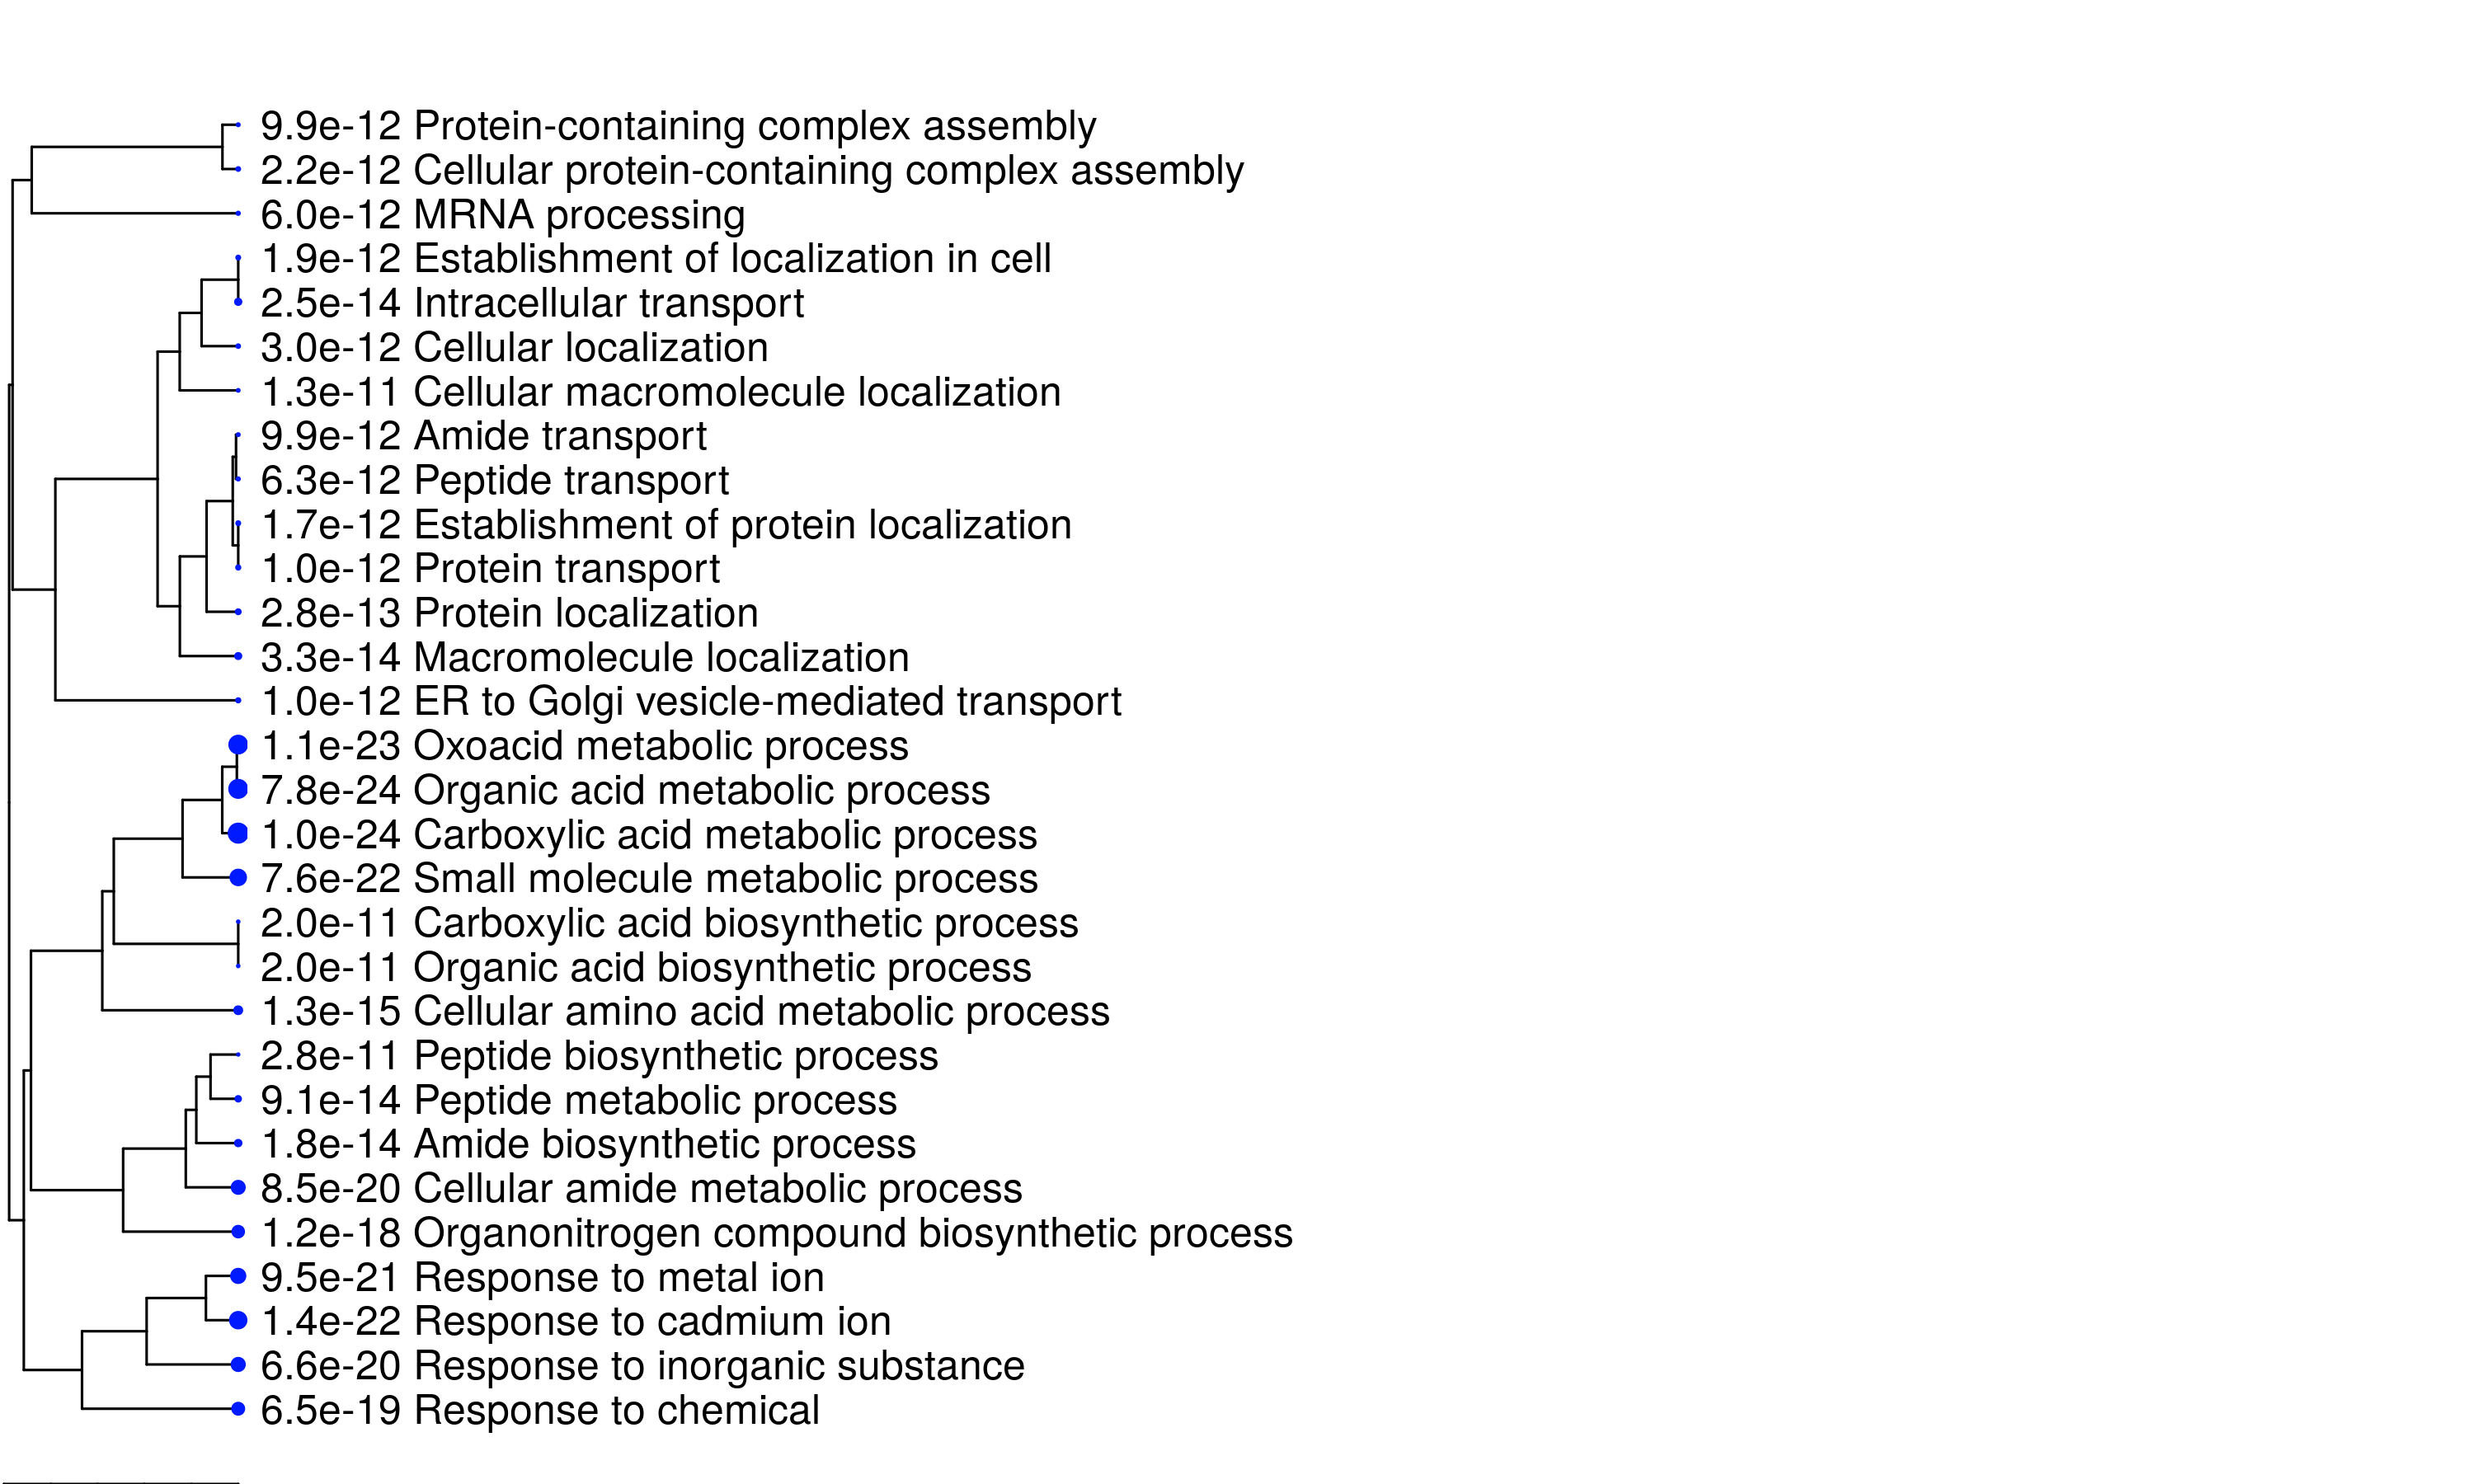 9.9e-12 Protein-containing complex assembly
2.2e-12 Cellular protein-containing complex assembly
6.0e-12 MRNA processing
1.9e-12 Establishment of localization in cell
2.5e-14 Intracellular transport
3.0e-12 Cellular localization
1.3e-11 Cellular macromolecule localization
9.9e-12 Amide transport
6.3e-12 Peptide transport
1.7e-12 Establishment of protein localization
1.0e-12 Protein transport
2.8e-13 Protein localization
3.3e-14 Macromolecule localization
1.0e-12 ER to Golgi vesicle-mediated transport
1.1e-23 Oxoacid metabolic process
7.8e-24 Organic acid metabolic process
1.0e-24 Carboxylic acid metabolic process
7.6e-22 Small molecule metabolic process
2.0e-11 Carboxylic acid biosynthetic process
2.0e-11 Organic acid biosynthetic process
1.3e-15 Cellular amino acid metabolic process
2.8e-11 Peptide biosynthetic process
9.1e-14 Peptide metabolic process
1.8e-14 Amide biosynthetic process
8.5e-20 Cellular amide metabolic process
1.2e-18 Organonitrogen compound biosynthetic process
9.5e-21 Response to metal ion
1.4e-22 Response to cadmium ion
6.6e-20 Response to inorganic substance
6.5e-19 Response to chemical